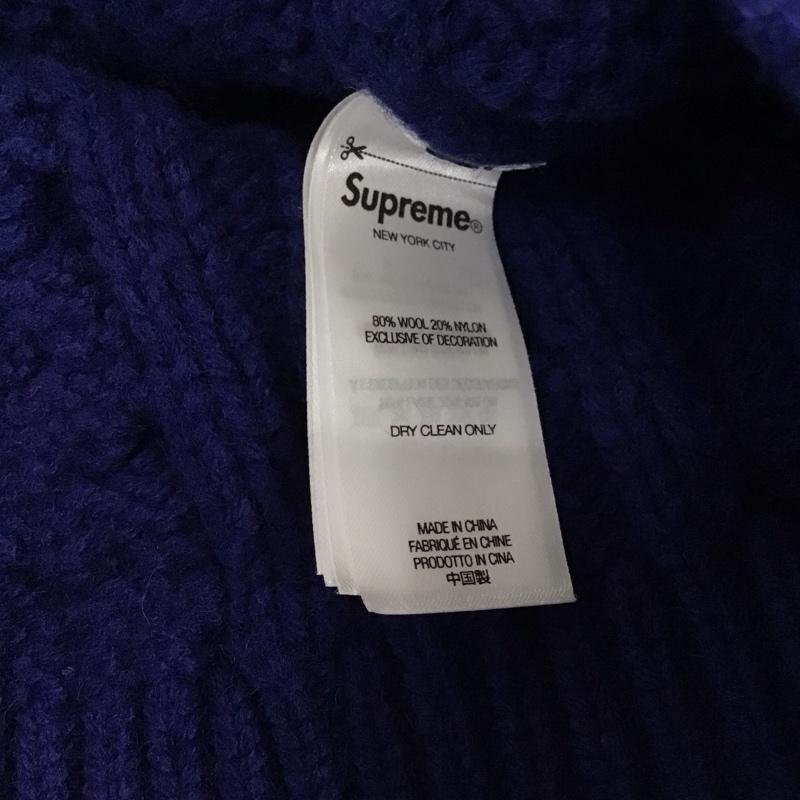 Supreme®
NEW YORK CITY
80% WOOL 20% NYLON
EXCLUSIVE OF DECORATION
DRY CLEAN ONLY
MADE IN CHINA
FABRIQUÉ EN CHINE
PRODOTTO IN CINA
中国製